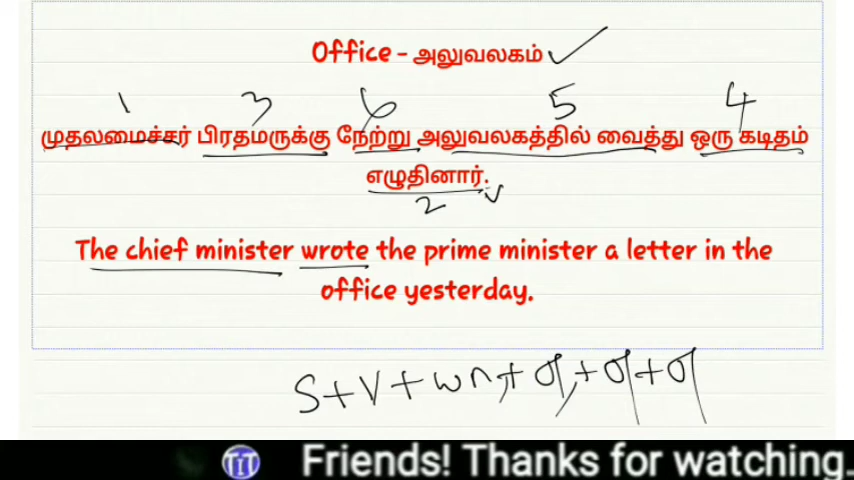 Office - அலுவலகம்
1 3 6 5 4
முதலமைச்சர் பிரதமருக்கு நேற்று அலுவலகத்தில் வைத்து ஒரு கடிதம்
எழுதினார்.
2 v
The chief minister wrote the prime minister a letter in the
office yesterday.
S+V+
TIT Friends! Thanks for watching.